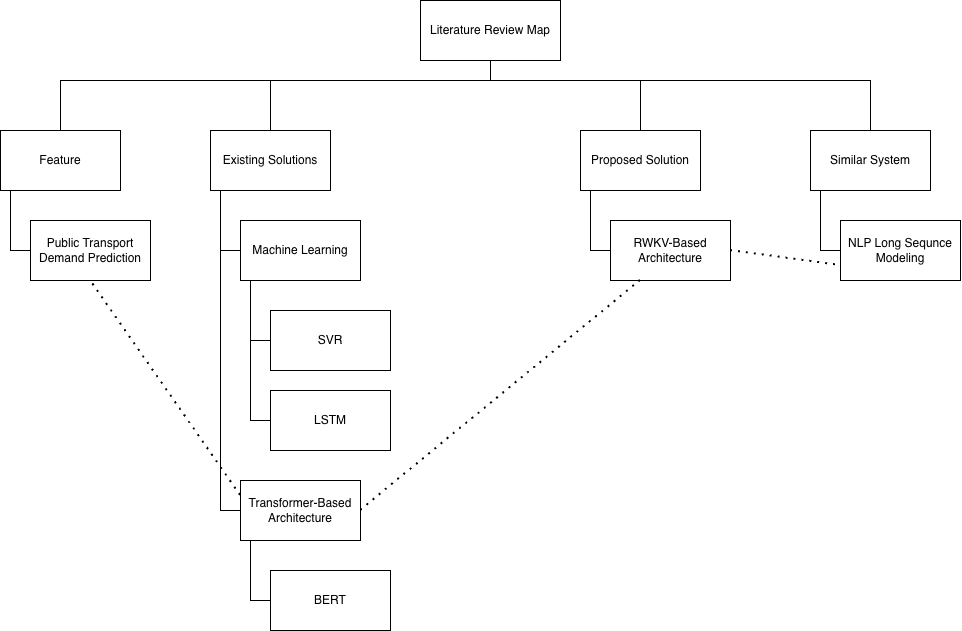 Literature Review Map
Feature
Existing Solutions
Proposed Solution
Similar System
Public Transport
Demand Prediction
Machine Learning
RWKV-Based
Architecture
NLP Long Sequnce
Modeling
SVR
LSTM
Transformer-Based
Architecture
BERT